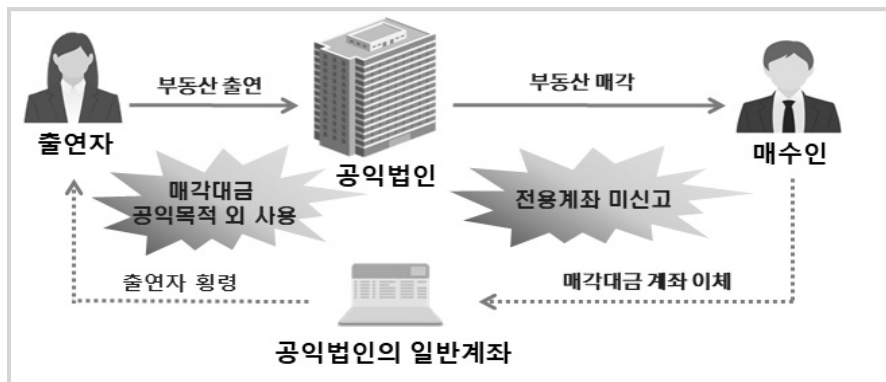 부동산 출연
부동산 매각
출연자
공익법인
매수인
매각대금
공익목적 외 사용
전용계좌 미신고
출연자 횡령
매각대금 계좌 이체
공익법인의 일반계좌